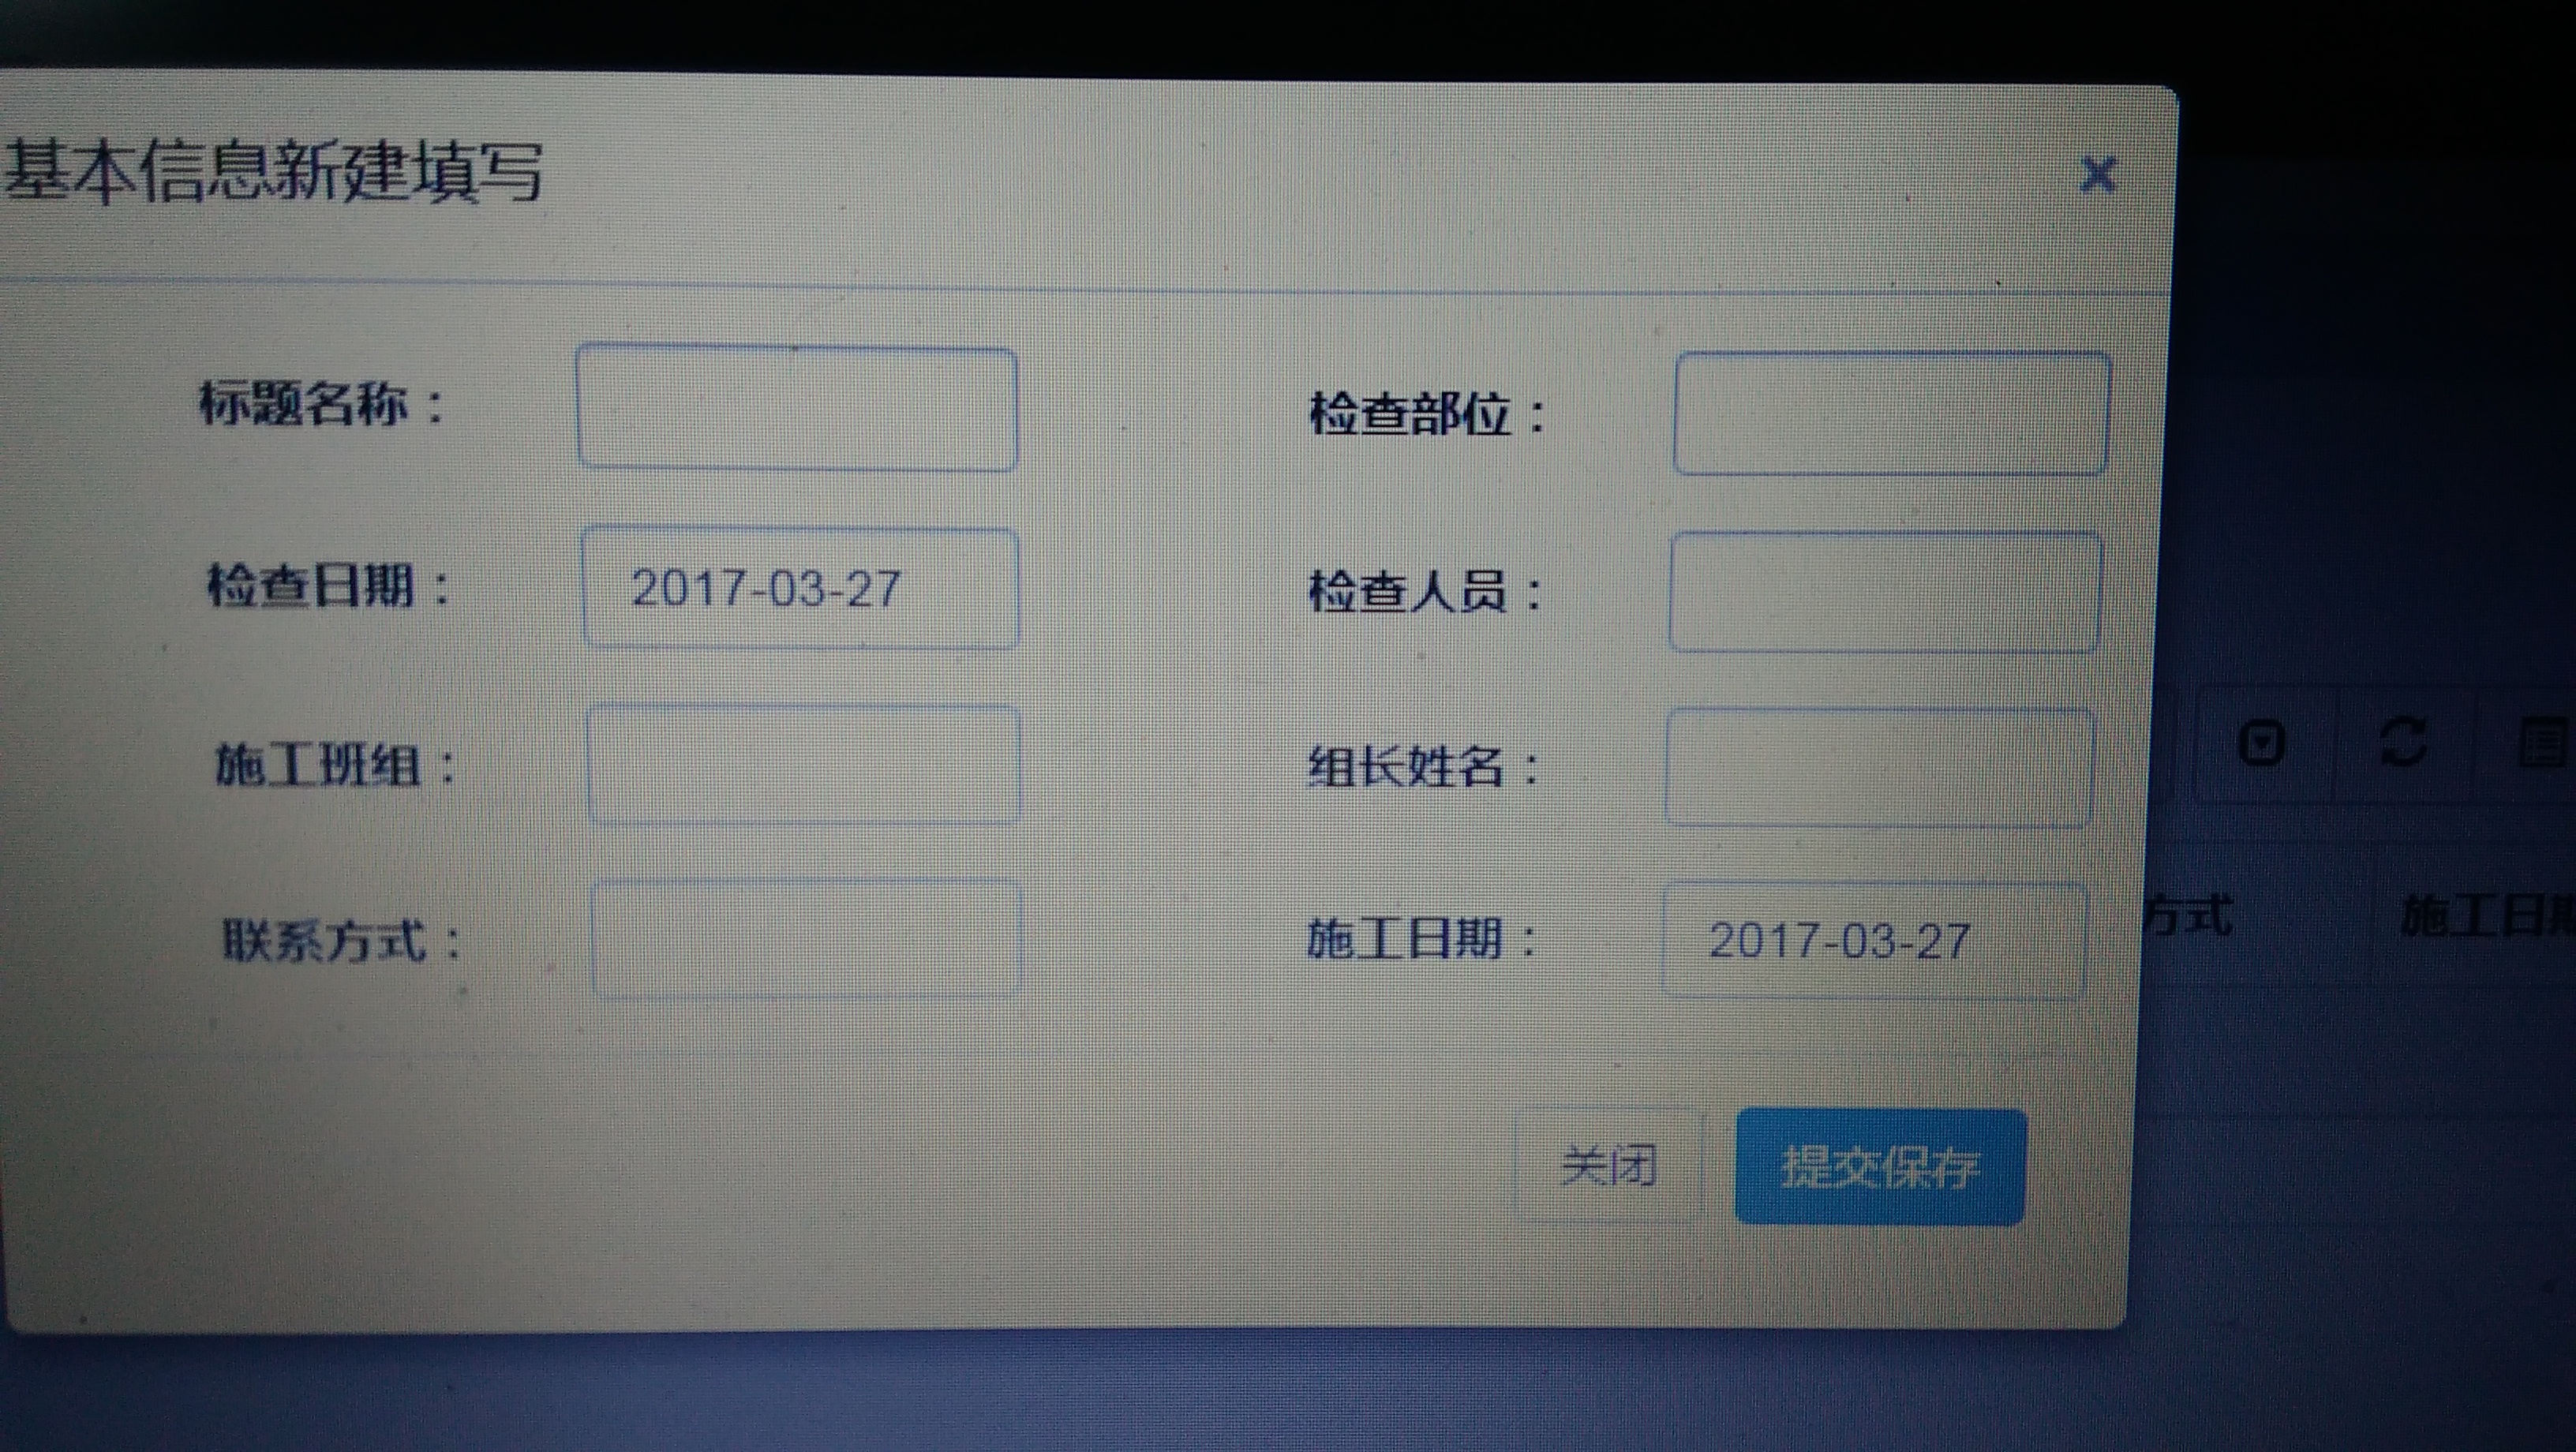 基本信息新建填写
×
标题名称： 检查部位：
检查日期： 2017-03-27 检查人员：
施工班组： 组长姓名：
联系方式： 施工日期： 2017-03-27
方式 施工日期
关闭 提交保存